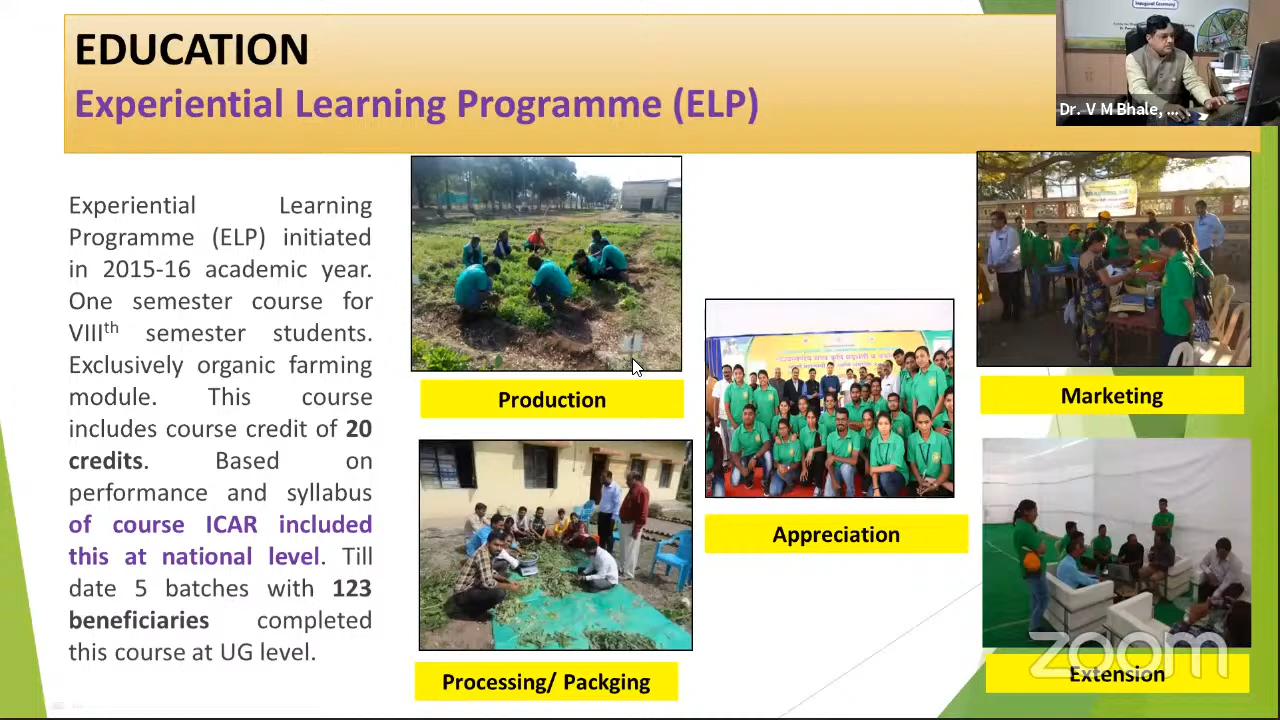 EDUCATION
Experiential Learning Programme (ELP)
Inaugural Ceremony
Dr. V M Bhale, ...
Experiential Learning
Programme (ELP) initiated
in 2015-16 academic year.
One semester course for
VIIIth semester students.
Exclusively organic farming
module. This course
includes course credit of 20
credits. Based on
performance and syllabus
of course ICAR included
this at national level. Till
date 5 batches with 123
beneficiaries completed
this course at UG level.
Production
Processing/ Packging
Appreciation
Marketing
Extension
zoom